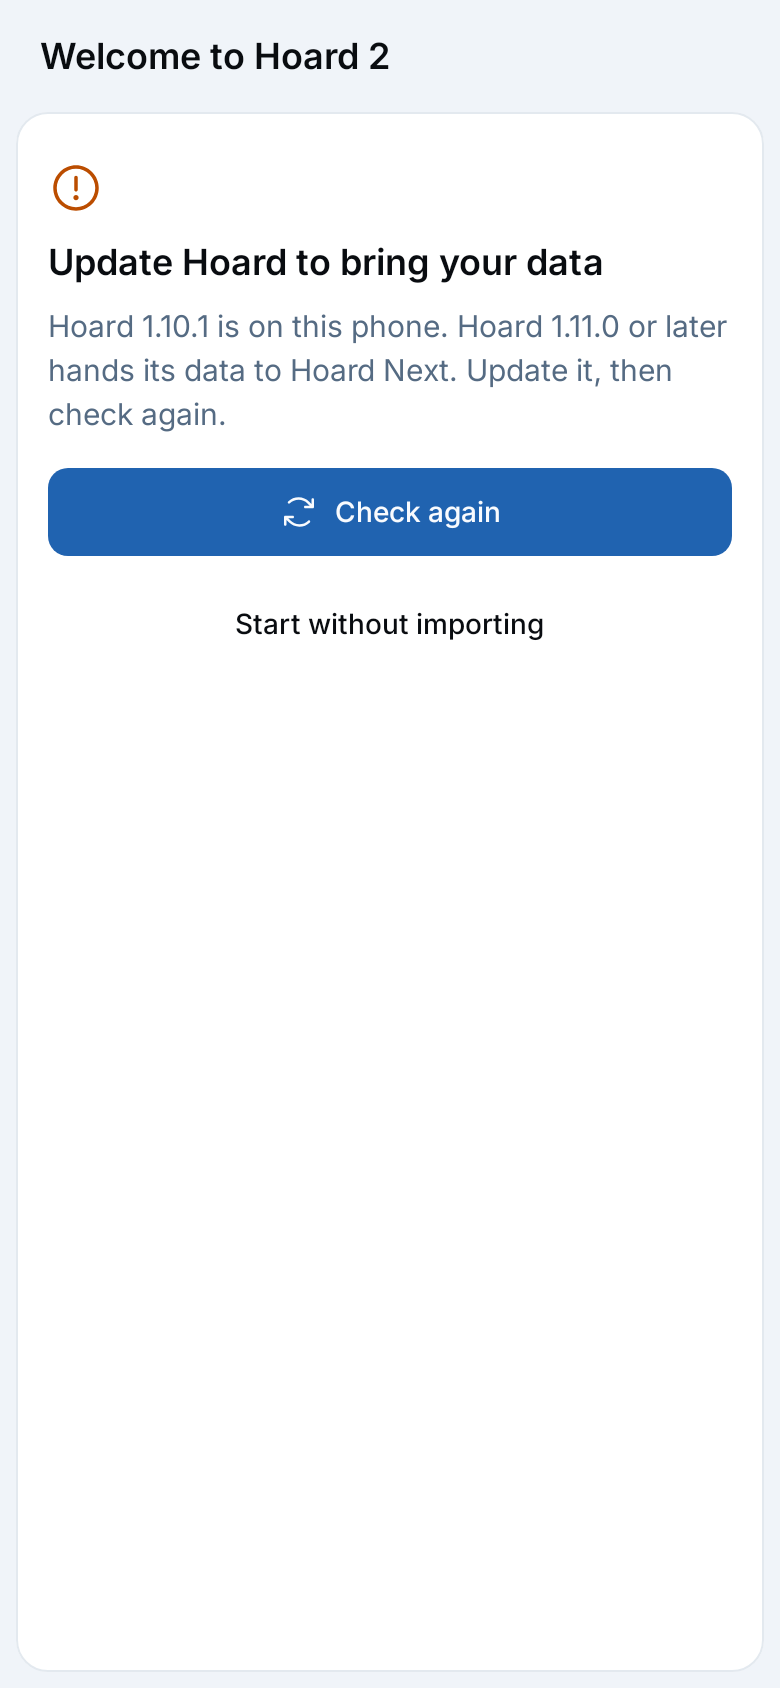 Welcome to Hoard 2
Update Hoard to bring your data
Hoard 1.10.1 is on this phone. Hoard 1.11.0 or later
hands its data to Hoard Next. Update it, then
check again.
Check again
Start without importing